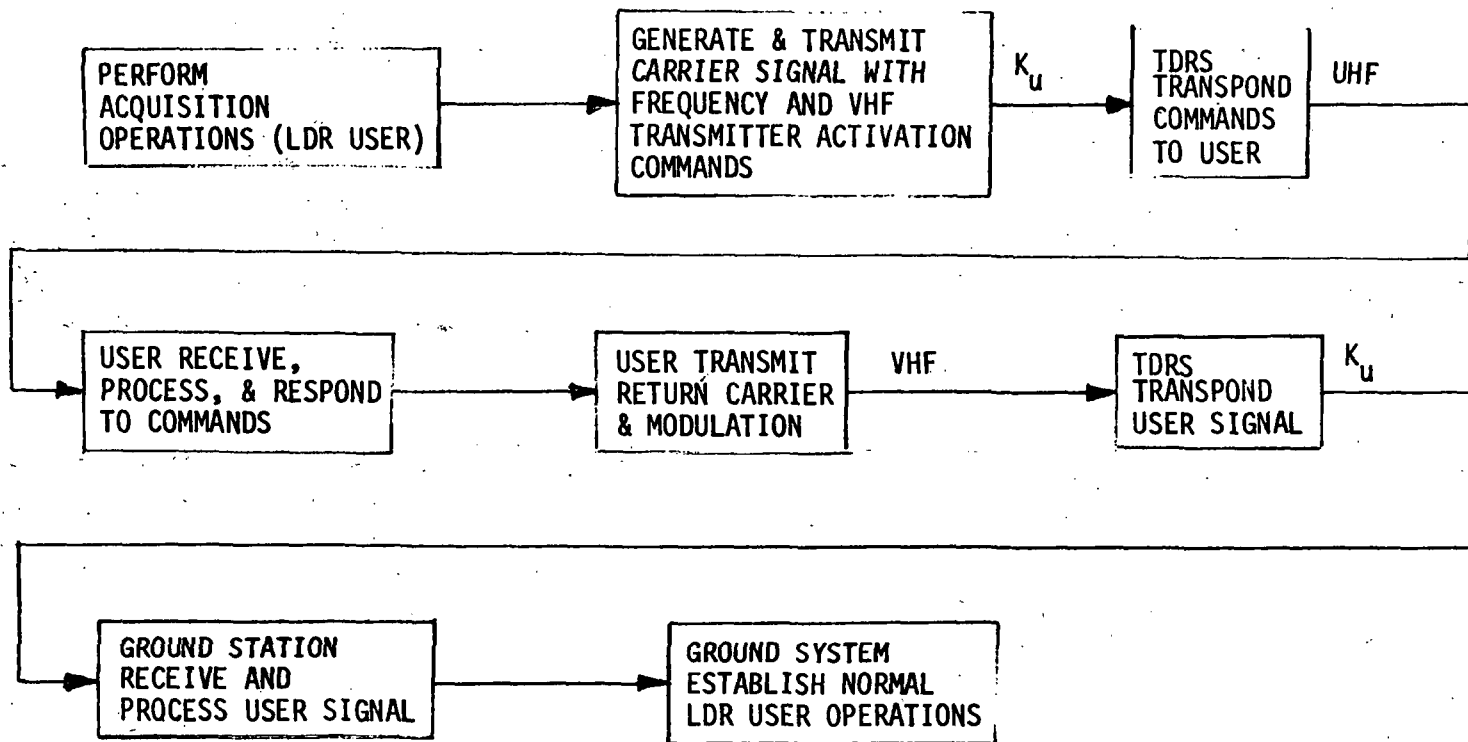 PERFORM
ACQUISITION
OPERATIONS (LDR USER)
GENERATE & TRANSMIT
CARRIER SIGNAL WITH
FREQUENCY AND VHF
TRANSMITTER ACTIVATION
COMMANDS
Ku
TDRS
TRANSPOND
COMMANDS
TO USER
UHF
USER RECEIVE,
PROCESS, & RESPOND
TO COMMANDS
USER TRANSMIT
RETURN CARRIER
& MODULATION
VHF
TDRS
TRANSPOND
USER SIGNAL
Ku
GROUND STATION
RECEIVE AND
PROCESS USER SIGNAL
GROUND SYSTEM
ESTABLISH NORMAL
LDR USER OPERATIONS